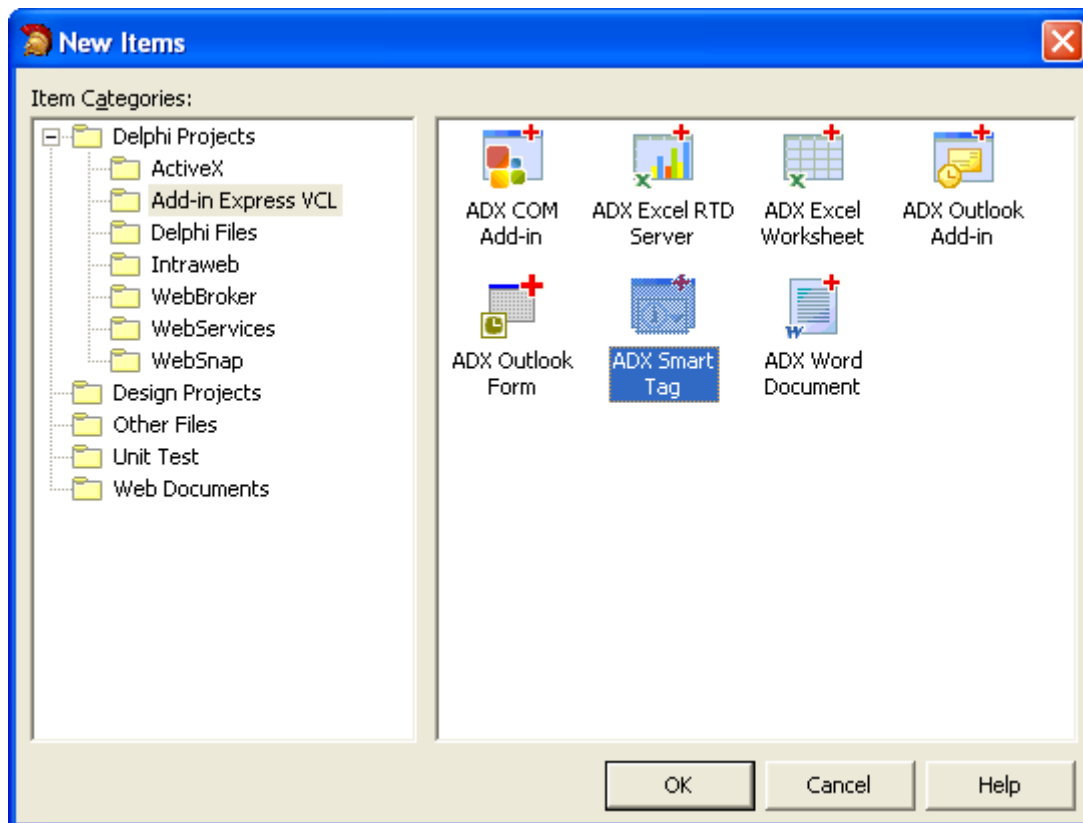 New Items
Item Categories:
Delphi Projects
ActiveX
Add-in Express VCL
Delphi Files
Intraweb
WebBroker
WebServices
WebSnap
Design Projects
Other Files
Unit Test
Web Documents
ADX COM
Add-in
ADX Excel RTD
Server
ADX Excel
Worksheet
ADX Outlook
Add-in
ADX Outlook
Form
ADX Smart
Tag
ADX Word
Document
OK
Cancel
Help